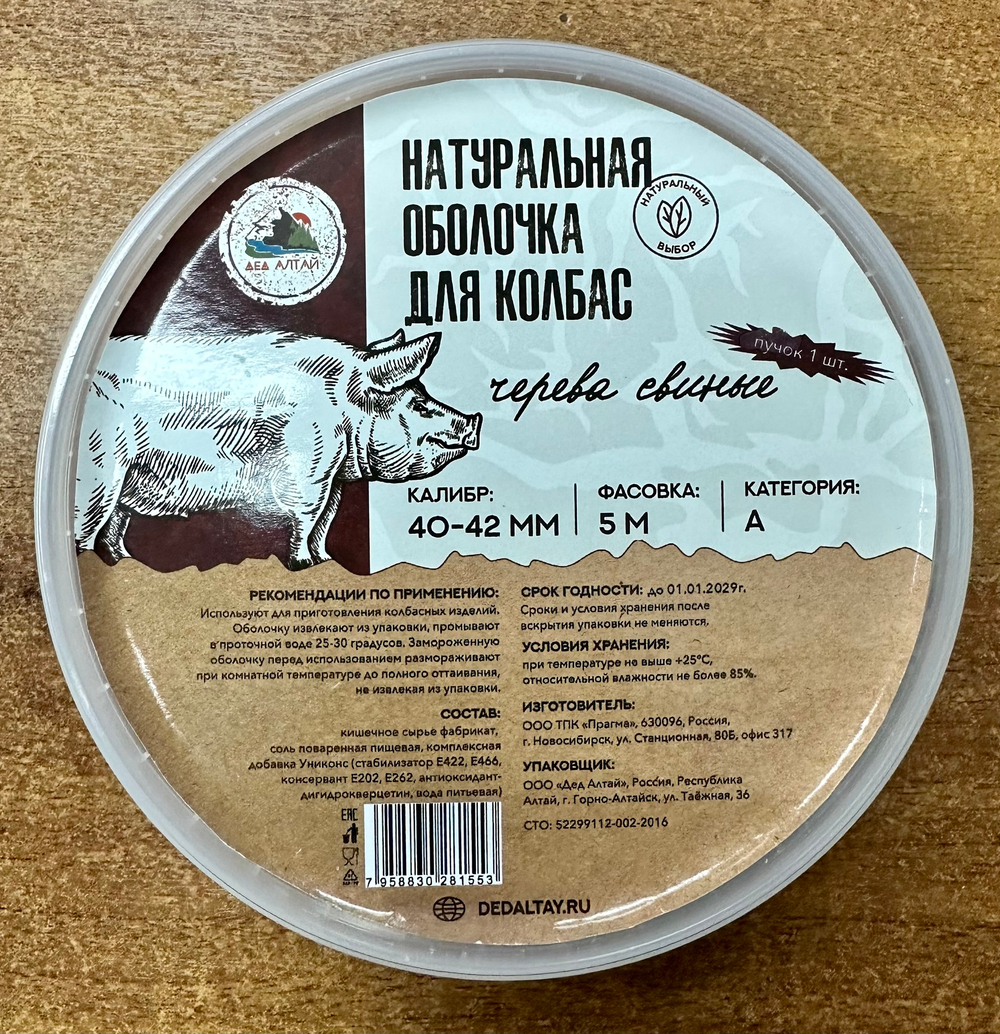 НАТУРАЛЬНАЯ
ОБОЛОЧКА
ДЛЯ КОЛБАС
НАТУРАЛЬНЫЙ
ВЫБОР
ДЕД АЛТАЙ
пучок 1 шт.
черева свиные
КАЛИБР:
40-42 ММ
ФАСОВКА:
5 М
КАТЕГОРИЯ:
А
РЕКОМЕНДАЦИИ ПО ПРИМЕНЕНИЮ:
Используют для приготовления колбасных изделий.
Оболочку извлекают из упаковки, промывают
в проточной воде 25-30 градусов. Замороженную
оболочку перед использованием размораживают
при комнатной температуре до полного оттаивания,
не извлекая из упаковки.
СОСТАВ:
кишечное сырье фабрикат,
соль поваренная пищевая, комплексная
добавка Униконс (стабилизатор Е422, Е466,
консервант Е202, Е262, антиоксидант-
дигидрокверцетин, вода питьевая)
EAC
7 958830 281553
СРОК ГОДНОСТИ: до 01.01.2029г.
Сроки и условия хранения после
вскрытия упаковки не меняются.
УСЛОВИЯ ХРАНЕНИЯ:
при температуре не выше +25°С,
относительной влажности не более 85%.
ИЗГОТОВИТЕЛЬ:
ООО ТПК «Прагма», 630096, Россия,
г. Новосибирск, ул. Станционная, 80Б, офис 317
УПАКОВЩИК:
ООО «Дед Алтай», Россия, Республика
Алтай, г. Горно-Алтайск, ул. Таёжная, 36
СТО: 52299112-002-2016
DEDALTAY.RU